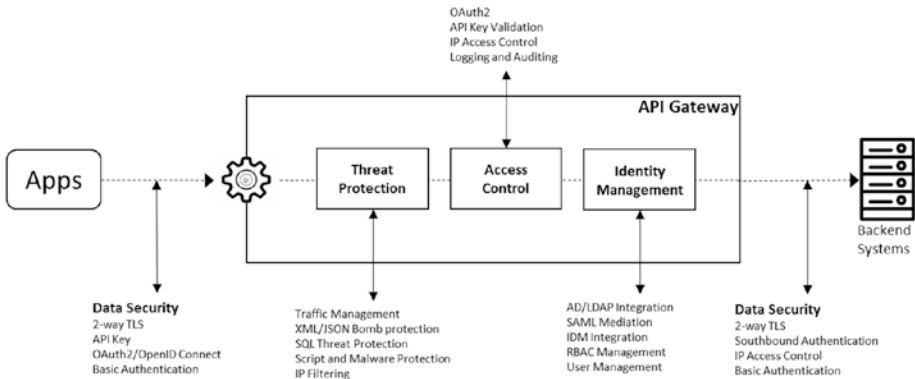 OAuth2
API Key Validation
IP Access Control
Logging and Auditing
API Gateway
Apps
Threat
Protection
Access
Control
Identity
Management
Backend
Systems
Data Security
2-way TLS
API Key
OAuth2/OpenID Connect
Basic Authentication
Traffic Management
XML/JSON Bomb protection
SQL Threat Protection
Script and Malware Protection
IP Filtering
AD/LDAP Integration
SAML Mediation
IDM Integration
RBAC Management
User Management
Data Security
2-way TLS
Southbound Authentication
IP Access Control
Basic Authentication